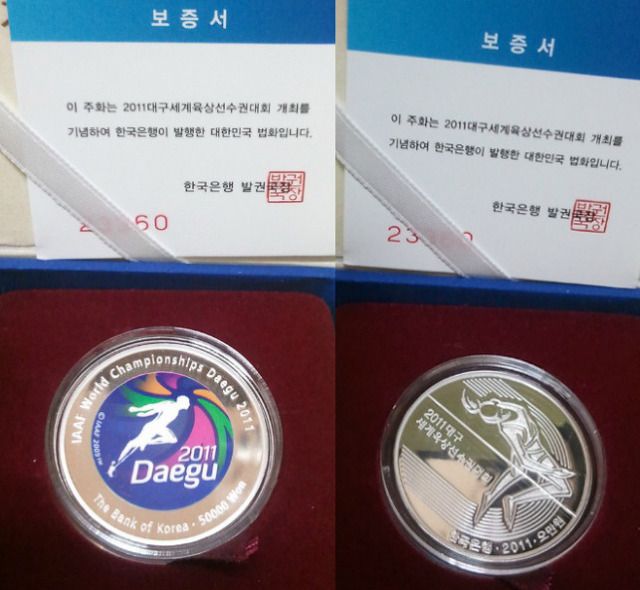 보증서
이 주화는 2011대구세계육상선수권대회 개최를
기념하여 한국은행이 발행한 대한민국 법화입니다.
한국은행 발권국장
IAAF World Championships Daegu 2011
© IAAF 2009™
2011
Daegu
The Bank of Korea · 50000 Won
보증서
이 주화는 2011대구세계육상선수권대회 개최를
기념하여 한국은행이 발행한 대한민국 법화입니다.
한국은행 발권국장
2011대구
세계육상선수권대회
한국은행 · 2011 · 오만원